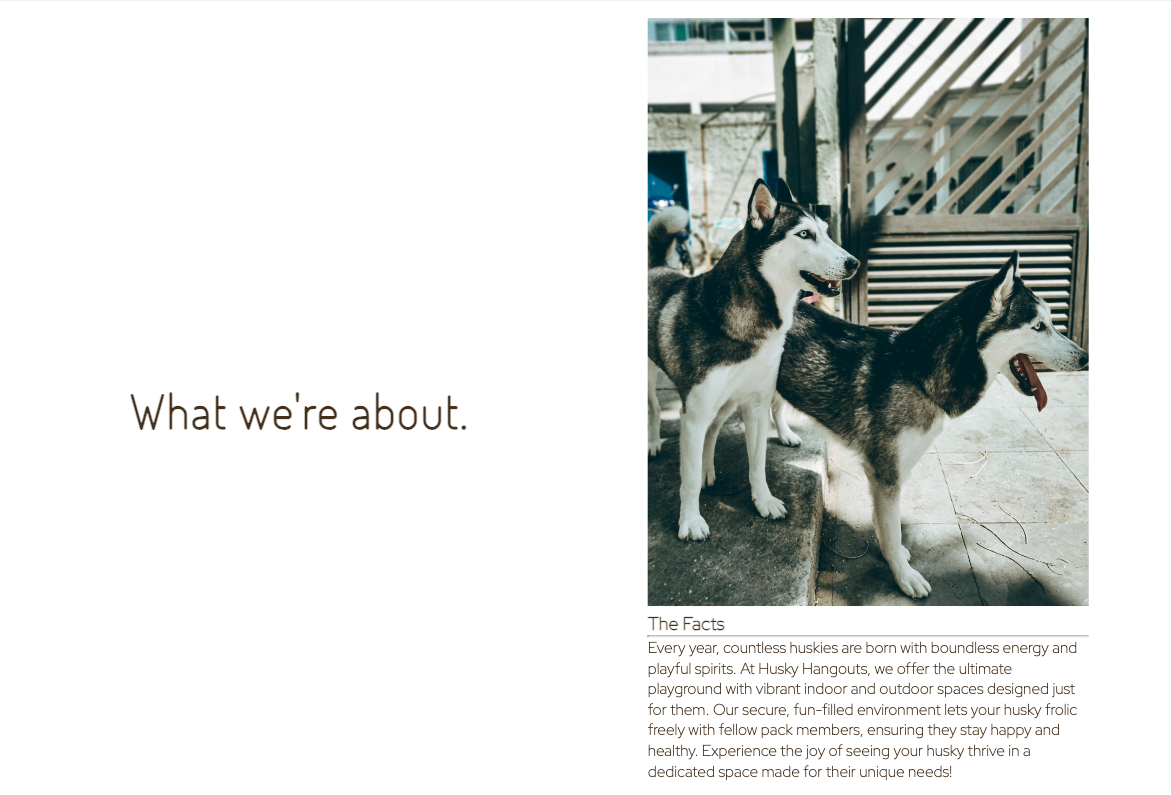 What we're about.
The Facts
Every year, countless huskies are born with boundless energy and
playful spirits. At Husky Hangouts, we offer the ultimate
playground with vibrant indoor and outdoor spaces designed just
for them. Our secure, fun-filled environment lets your husky frolic
freely with fellow pack members, ensuring they stay happy and
healthy. Experience the joy of seeing your husky thrive in a
dedicated space made for their unique needs!